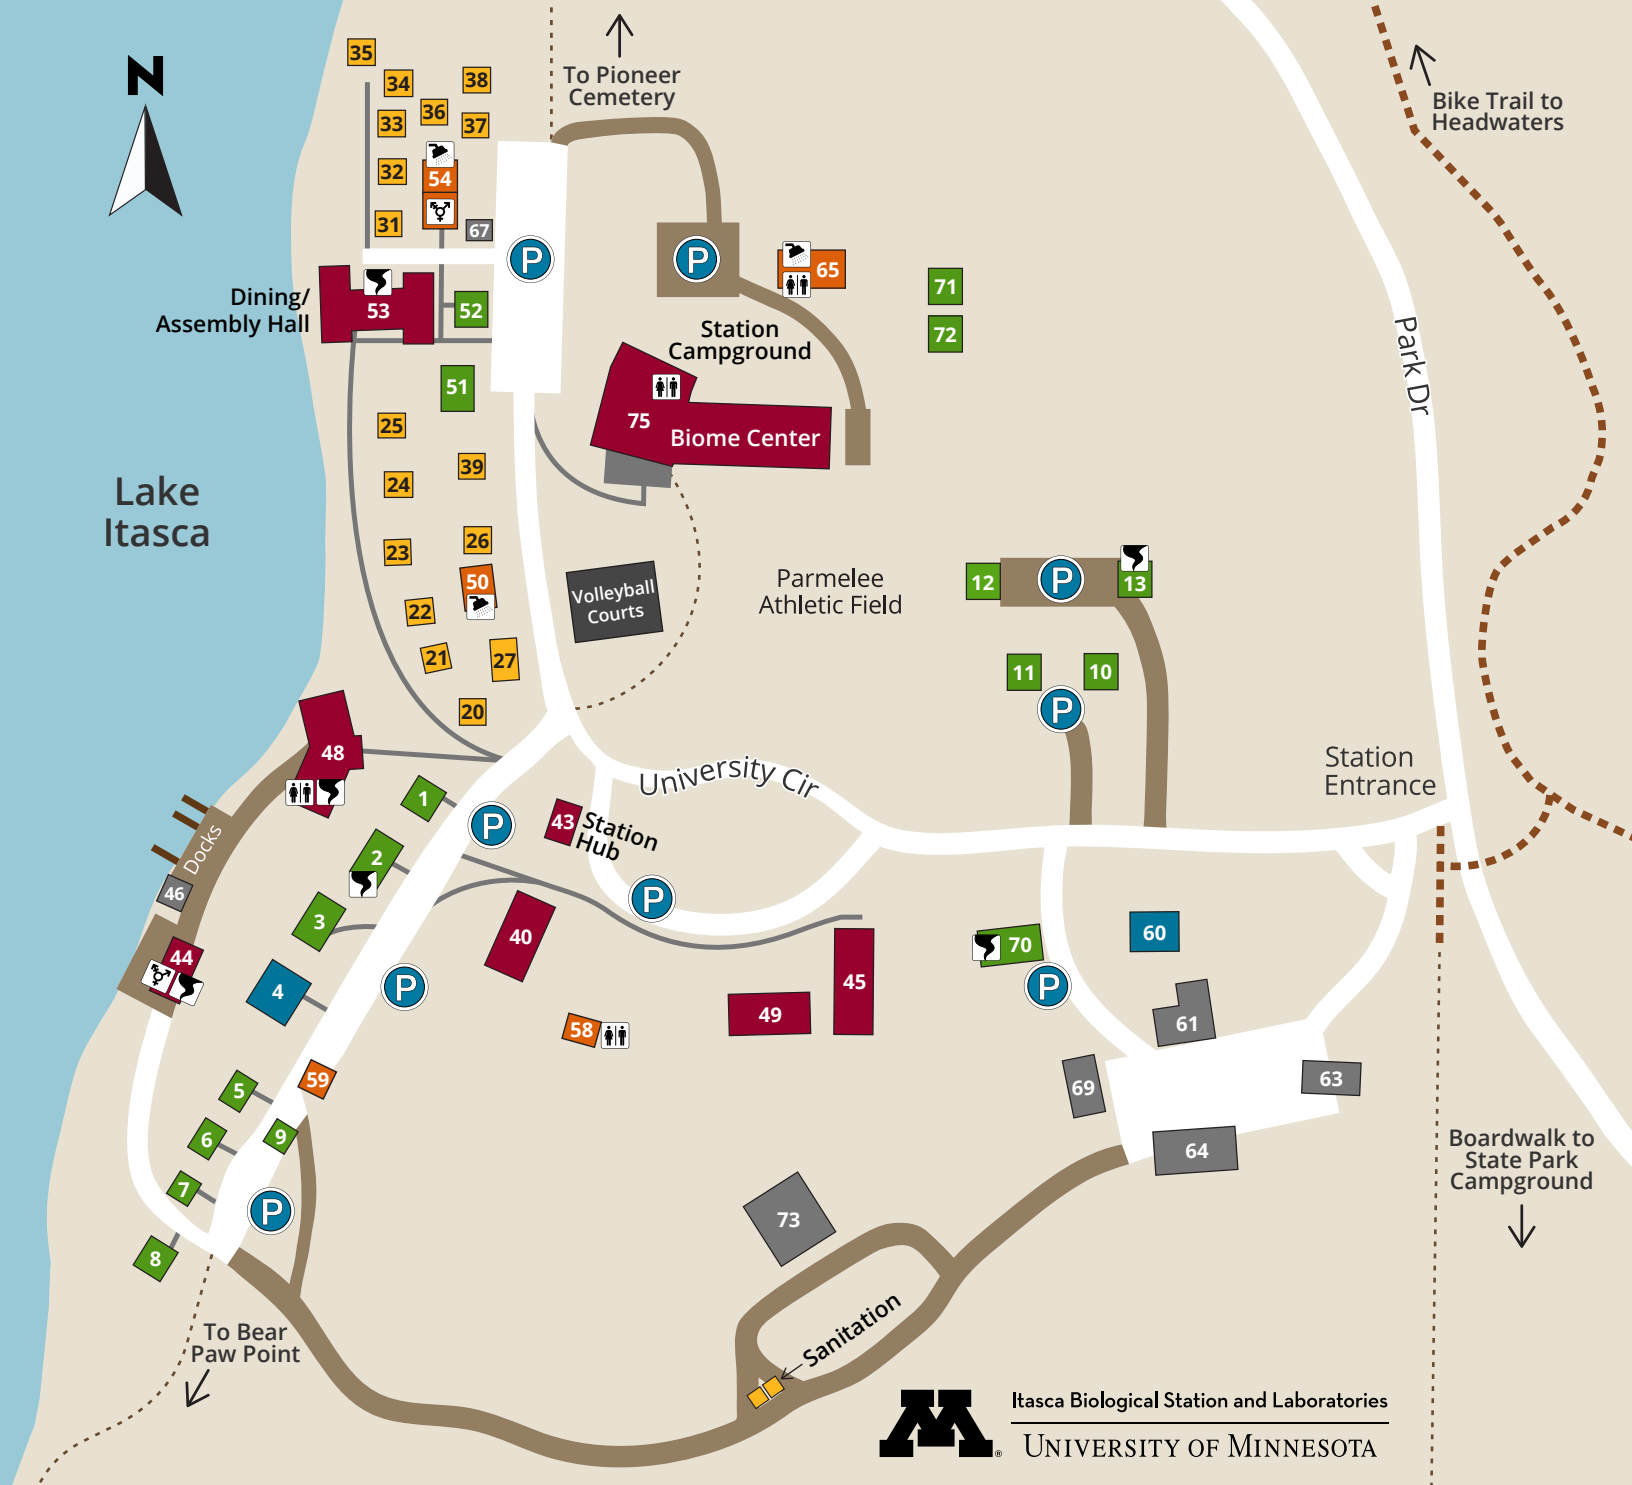 N
35
34
38
36
33
37
32
54
31
67
To Pioneer
Cemetery
Bike Trail to
Headwaters
P
P
65
71
72
Dining/
Assembly Hall
53
52
Station
Campground
Park Dr
51
75
Biome Center
25
39
24
Lake
Itasca
26
23
50
22
21
27
20
Volleyball
Courts
Parmelee
Athletic Field
12
P
13
11
10
P
48
University Cir
Station
Entrance
1
P
43
Station
Hub
2
Docks
46
3
P
40
44
4
P
45
49
58
70
60
P
61
59
5
69
63
6
9
64
7
P
8
73
Boardwalk to
State Park
Campground
To Bear
Paw Point
Sanitation
M
®
Itasca Biological Station and Laboratories
UNIVERSITY OF MINNESOTA